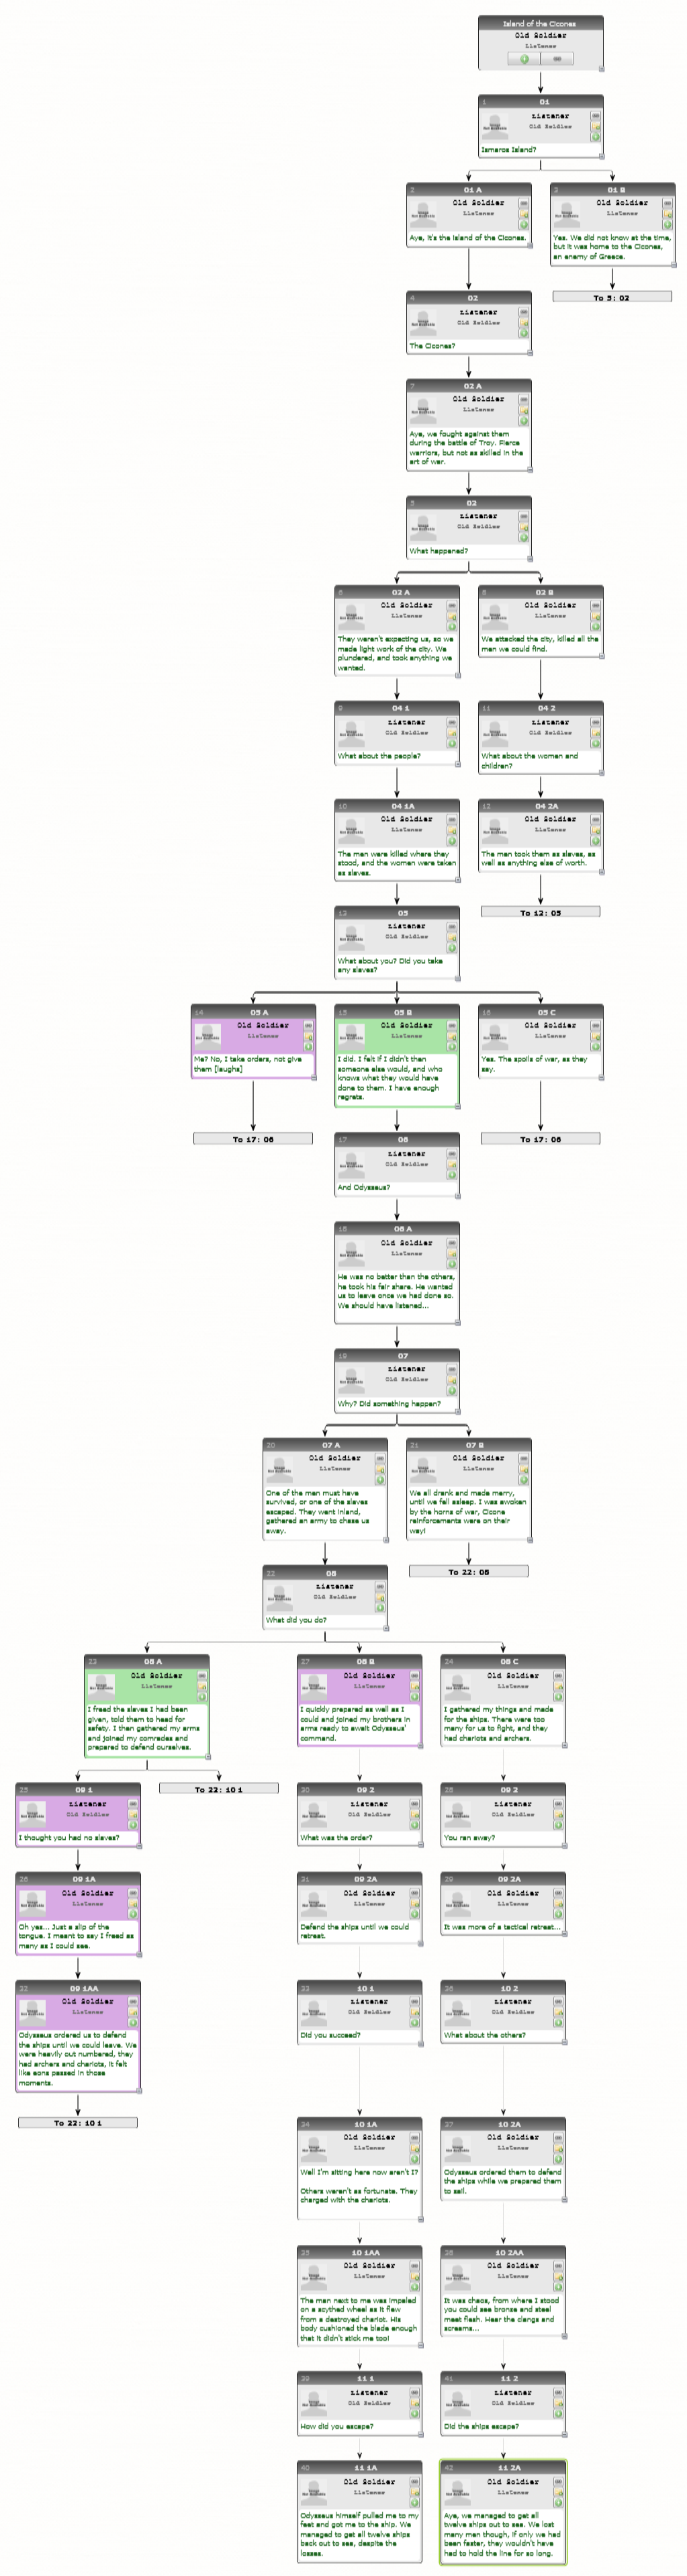 Island of the Cicones
Old Soldier
Listener
1
01
Listener
Old Soldier
Ismaros Island?
2
01 A
Old Soldier
Listener
Aye, it's the Island of the Cicones.
3
01 B
Old Soldier
Listener
Yes. We did not know at the time,
but it was home to the Cicones,
an enemy of Greece.
To 5: 02
4
02
Listener
Old Soldier
The Cicones?
7
02 A
Old Soldier
Listener
Aye, we fought against them
during the battle of Troy. Fierce
warriors, but not as skilled in the
art of war.
5
02
Listener
Old Soldier
What happened?
6
02 A
Old Soldier
Listener
They weren't expecting us, so we
made light work of the city. We
plundered, and took anything we
wanted.
8
02 B
Old Soldier
Listener
We attacked the city, killed all the
men we could find.
9
04 1
Listener
Old Soldier
What about the people?
11
04 2
Listener
Old Soldier
What about the women and
children?
10
04 1A
Old Soldier
Listener
The men were killed where they
stood, and the women were taken
as slaves.
12
04 2A
Old Soldier
Listener
The men took them as slaves, as
well as anything else of worth.
To 13: 05
13
05
Listener
Old Soldier
What about you? Did you take
any slaves?
14
05 A
Old Soldier
Listener
Me? No, I take orders, not give
them [laughs]
To 17: 06
15
05 B
Old Soldier
Listener
I did. I felt if I didn't then
someone else would, and who
knows what they would have
done to them. I have enough
regrets.
16
05 C
Old Soldier
Listener
Yes. The spoils of war, as they
say.
To 17: 06
17
06
Listener
Old Soldier
And Odysseus?
18
06 A
Old Soldier
Listener
He was no better than the others,
he took his fair share. He wanted
us to leave once we had done so.
We should have listened...
19
07
Listener
Old Soldier
Why? Did something happen?
20
07 A
Old Soldier
Listener
One of the men must have
survived, or one of the slaves
escaped. They went inland,
gathered an army to chase us
away.
21
07 B
Old Soldier
Listener
We all drank and made merry,
until we fell asleep. I was awoken
by the horns of war, Cicone
reinforcements were on their
way!
To 22: 08
22
08
Listener
Old Soldier
What did you do?
23
08 A
Old Soldier
Listener
I freed the slaves I had been
given, told them to head for
safety. I then gathered my arms
and joined my comrades and
prepared to defend ourselves.
27
08 B
Old Soldier
Listener
I quickly prepared as well as I
could and joined my brothers in
arms ready to await Odysseus'
command.
24
08 C
Old Soldier
Listener
I gathered my things and made
for the ships. There were too
many for us to fight, and they
had chariots and archers.
25
09 1
Listener
Old Soldier
I thought you had no slaves?
To 22: 10 1
30
09 2
Listener
Old Soldier
What was the order?
28
09 2
Listener
Old Soldier
You ran away?
26
09 1A
Old Soldier
Listener
Oh yes... Just a slip of the
tongue. I meant to say I freed as
many as I could see.
31
09 2A
Old Soldier
Listener
Defend the ships until we could
retreat.
29
09 2A
Old Soldier
Listener
It was more of a tactical retreat...
32
09 1AA
Old Soldier
Listener
Odysseus ordered us to defend
the ships until we could leave. We
were heavily out numbered, they
had archers and chariots, it felt
like eons passed in those
moments.
To 22: 10 1
33
10 1
Listener
Old Soldier
Did you succeed?
36
10 2
Listener
Old Soldier
What about the others?
34
10 1A
Old Soldier
Listener
Well I'm sitting here now aren't I?
Others weren't as fortunate. They
charged with the chariots.
37
10 2A
Old Soldier
Listener
Odysseus ordered them to defend
the ships while we prepared them
to sail.
35
10 1AA
Old Soldier
Listener
The man next to me was impaled
on a scythed wheel as it flew
from a destroyed chariot. His
body cushioned the blade enough
that it didn't stick me too!
38
10 2AA
Old Soldier
Listener
It was chaos, from where I stood
you could see bronze and steel
meet flesh. Hear the clangs and
screams...
39
11 1
Listener
Old Soldier
How did you escape?
41
11 2
Listener
Old Soldier
Did the ships escape?
40
11 1A
Old Soldier
Listener
Odysseus himself pulled me to my
feet and got me to the ship. We
managed to get all twelve ships
back out to sea, despite the
losses.
42
11 2A
Old Soldier
Listener
Aye, we managed to get all
twelve ships out to sea. We lost
many men though, if only we had
been faster, they wouldn't have
had to hold the line for so long.